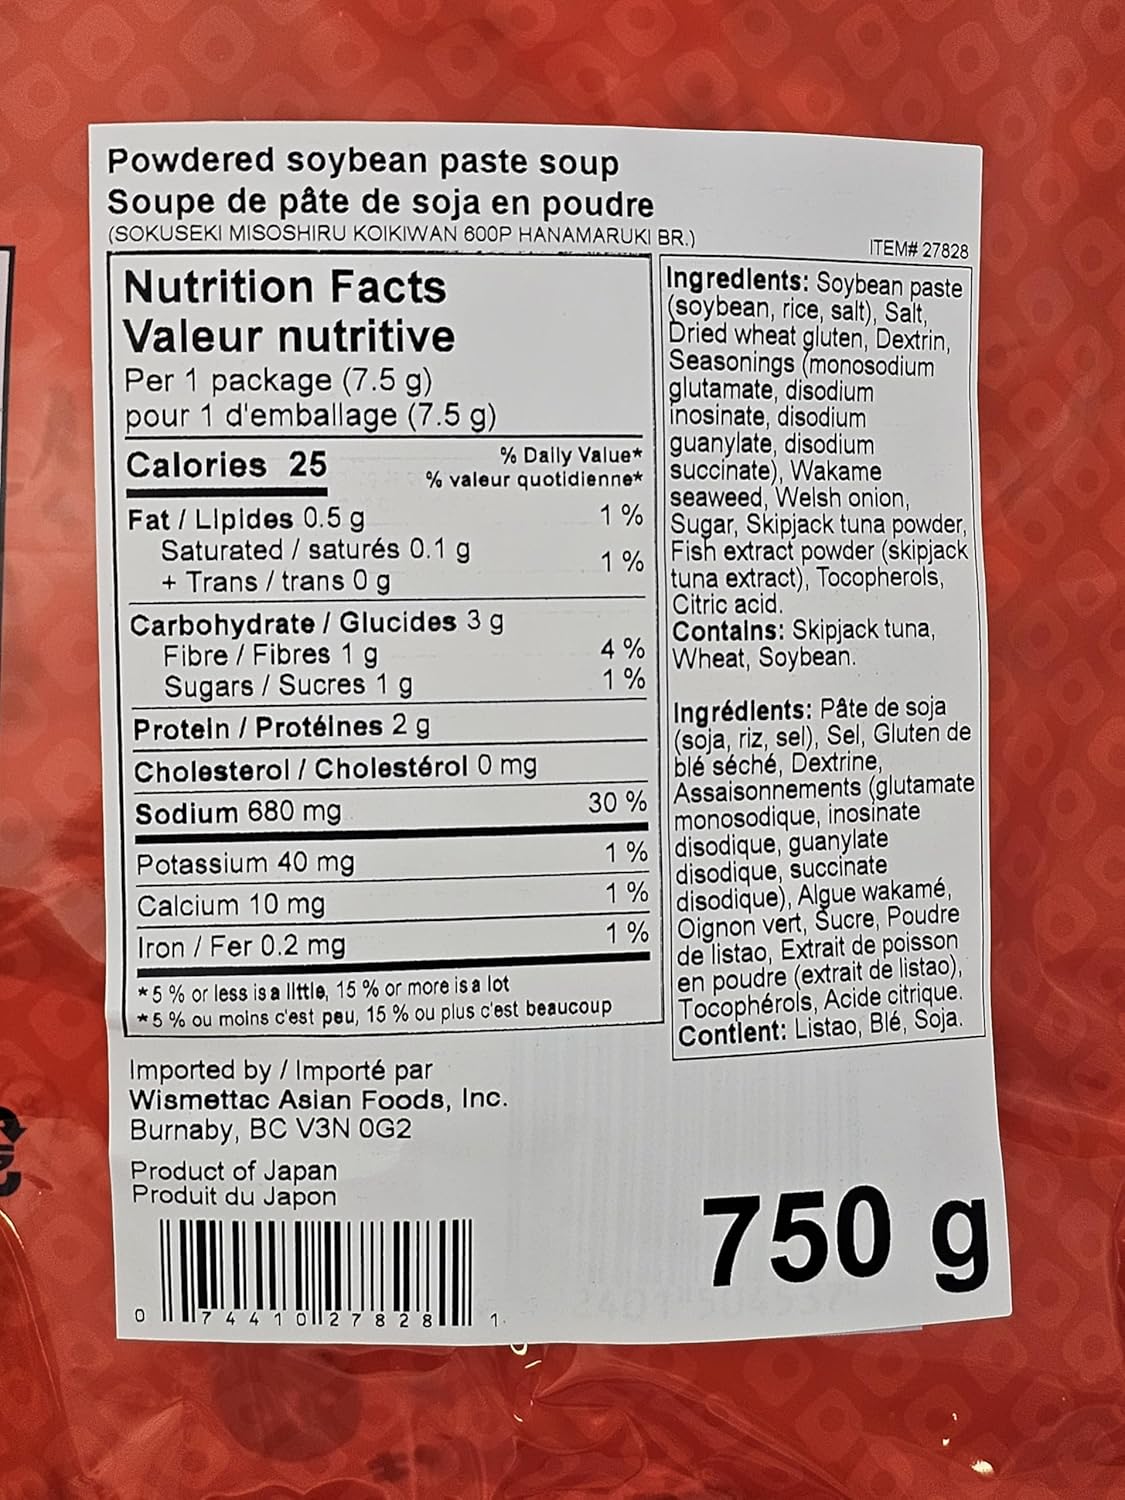 Powdered soybean paste soup
Soupe de pâte de soja en poudre
(SOKUSEKI MISOSHIRU KOIKIWAN 600P HANAMARUKI BR.)
ITEM# 27828
Nutrition Facts
Valeur nutritive
Per 1 package (7.5 g)
pour 1 d'emballage (7.5 g)
Calories 25
% Daily Value*
% valeur quotidienne*
Fat / Lipides 0.5 g 1 %
Saturated / saturés 0.1 g
+ Trans / trans 0 g 1 %
Carbohydrate / Glucides 3 g
Fibre / Fibres 1 g 4 %
Sugars / Sucres 1 g 1 %
Protein / Protéines 2 g
Cholesterol / Cholestérol 0 mg
Sodium 680 mg 30 %
Potassium 40 mg 1 %
Calcium 10 mg 1 %
Iron / Fer 0.2 mg 1 %
*5 % or less is a little, 15 % or more is a lot
*5 % ou moins c'est peu, 15 % ou plus c'est beaucoup
Ingredients: Soybean paste
(soybean, rice, salt), Salt,
Dried wheat gluten, Dextrin,
Seasonings (monosodium
glutamate, disodium
inosinate, disodium
guanylate, disodium
succinate), Wakame
seaweed, Welsh onion,
Sugar, Skipjack tuna powder,
Fish extract powder (skipjack
tuna extract), Tocopherols,
Citric acid.
Contains: Skipjack tuna,
Wheat, Soybean.
Ingrédients: Pâte de soja
(soja, riz, sel), Sel, Gluten de
blé séché, Dextrine,
Assaisonnements (glutamate
monosodique, inosinate
disodique, guanylate
disodique, succinate
disodique), Algue wakamé,
Oignon vert, Sucre, Poudre
de listao, Extrait de poisson
en poudre (extrait de listao),
Tocophérols, Acide citrique.
Contient: Listao, Blé, Soja.
Imported by / Importé par
Wismettac Asian Foods, Inc.
Burnaby, BC V3N 0G2
Product of Japan
Produit du Japon
750 g
0 74410 27828 1